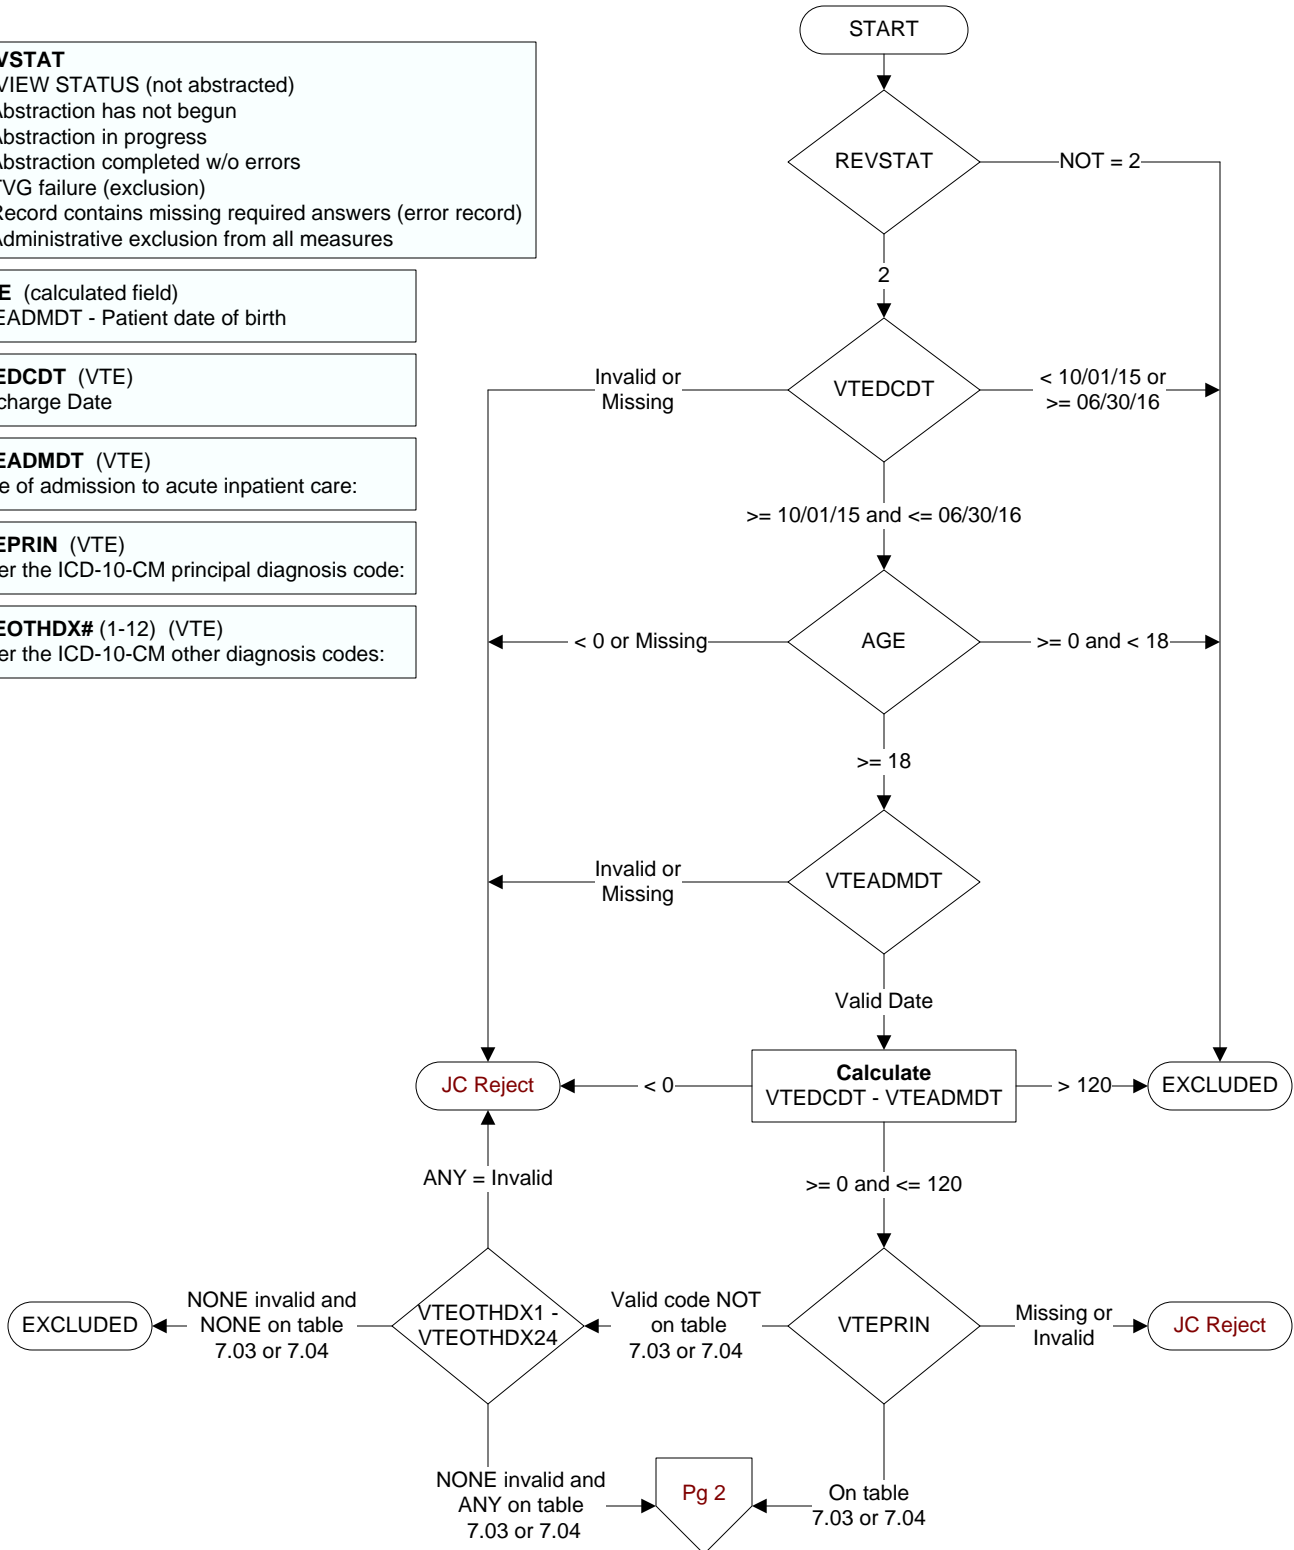 START
VSTAT
VIEW STATUS (not abstracted)
Abstraction has not begun
Abstraction in progress
Abstraction completed w/o errors
TVG failure (exclusion)
Record contains missing required answers (error record)
Administrative exclusion from all measures
REVSTAT
NOT = 2
2
E (calculated field)
EADMDT - Patient date of birth
EDCDT (VTE)
charge Date
Invalid or
Missing
VTEDCDT
< 10/01/15 or
>= 06/30/16
EADMDT (VTE)
e of admission to acute inpatient care:
>= 10/01/15 and <= 06/30/16
EPRIN (VTE)
er the ICD-10-CM principal diagnosis code:
EOTHDX# (1-12) (VTE)
er the ICD-10-CM other diagnosis codes:
< 0 or Missing
AGE
>= 0 and < 18
>= 18
Invalid or
Missing
VTEADMDT
Valid Date
JC Reject
< 0
Calculate
VTEDCDT - VTEADMDT
> 120
EXCLUDED
ANY = Invalid
>= 0 and <= 120
EXCLUDED
NONE invalid and
NONE on table
7.03 or 7.04
VTEOTHDX1 -
VTEOTHDX24
Valid code NOT
on table
7.03 or 7.04
VTEPRIN
Missing or
Invalid
JC Reject
NONE invalid and
ANY on table
7.03 or 7.04
Pg 2
On table
7.03 or 7.04